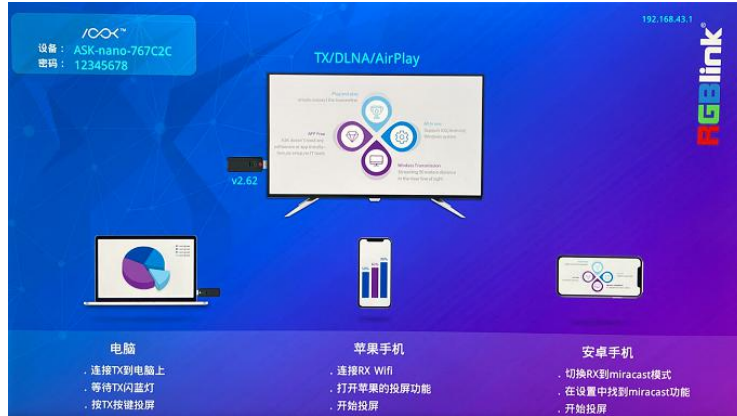 192.168.43.1
设备： ASK-nano-767C2C
密码： 12345678
RGBlink
TX/DLNA/AirPlay
APP Free
Wireless Transmission
v2.62
电脑
. 连接TX到电脑上
. 等待TX闪蓝灯
. 按TX按键投屏
苹果手机
. 连接RX Wifi
. 打开苹果的投屏功能
. 开始投屏
安卓手机
. 切换RX到miracast模式
. 在设置中找到miracast功能
. 开始投屏